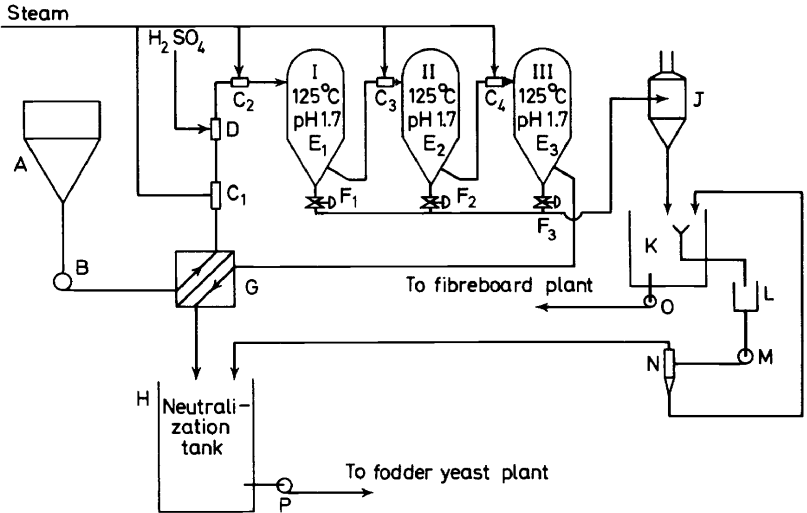 Steam
H₂SO₄
C₂
C₃
C₄
I
125°C
pH 1.7
E₁
II
125°C
pH 1.7
E₂
III
125°C
pH 1.7
E₃
J
A
D
C₁
F₁
F₂
F₃
B
G
K
L
To fibreboard plant
O
M
N
H
Neutrali-
zation
tank
To fodder yeast plant
P